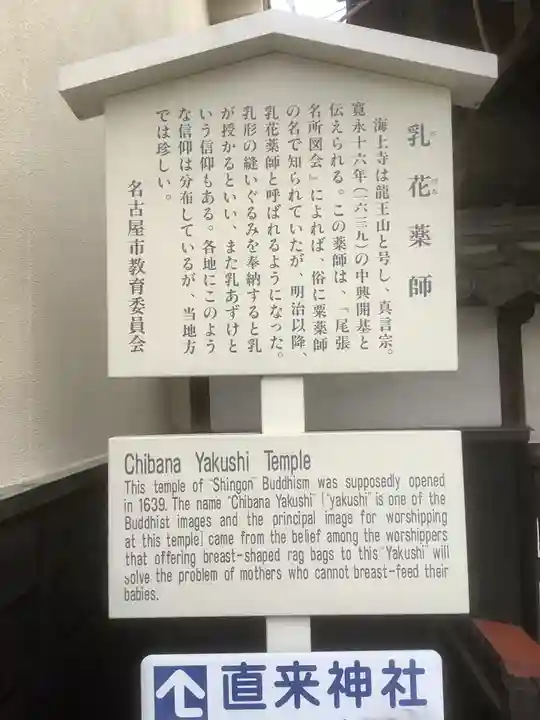 乳花薬師
海上寺は龍王山と号し、真言宗。
寛永十六年(一六三九)の中興開基と
伝えられる。この薬師は、「尾張
名所図会』によれば、俗に粟薬師
の名で知られていたが、明治以降、
乳花薬師と呼ばれるようになった。
乳形の縫いぐるみを奉納すると乳
が授かるといい、また乳あずけと
いう信仰もある。各地にこのよう
な信仰は分布しているが、当地方
では珍しい。
名古屋市教育委員会
Chibana Yakushi Temple
This temple of "Shingon" Buddhism was supposedly opened
in 1639. The name "Chibana Yakushi" ["yakushi" is one of the
Buddhist images and the principal image for worshipping
at this temple] came from the belief among the worshippers
that offering breast-shaped rag bags to this "Yakushi" will
solve the problem of mothers who cannot breast-feed their
babies.
直来神社